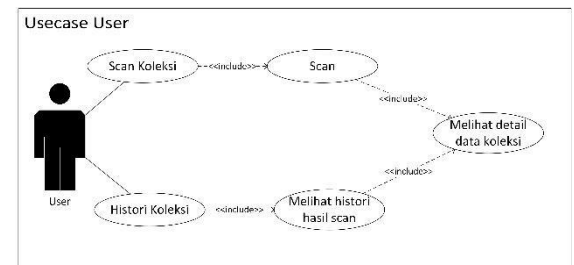 Usecase User
Scan Koleksi
<<include>>
Scan
<<include>>
Melihat detail
data koleksi
<<include>>
User
Histori Koleksi
<<include>>
Melihat histori
hasil scan